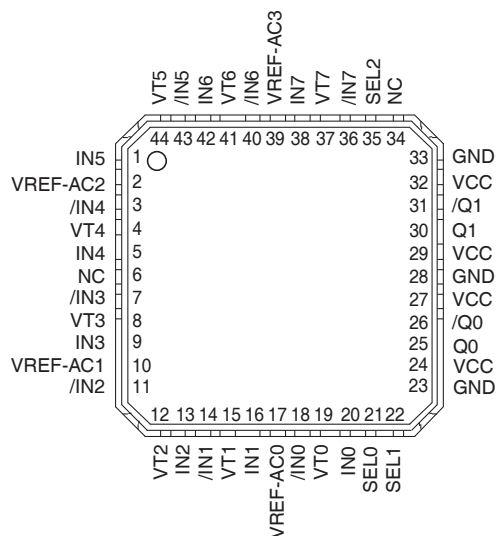 VT5 /IN5 IN6 VT6 /IN6 VREF-AC3 IN7 VT7 /IN7 SEL2 NC
44 43 42 41 40 39 38 37 36 35 34
IN5 1 33 GND
VREF-AC2 2 32 VCC
/IN4 3 31 /Q1
VT4 4 30 Q1
IN4 5 29 VCC
NC 6 28 GND
/IN3 7 27 VCC
VT3 8 26 /Q0
IN3 9 25 Q0
VREF-AC1 10 24 VCC
/IN2 11 23 GND
12 13 14 15 16 17 18 19 20 21 22
VT2 IN2 /IN1 VT1 IN1 VREF-AC0 /IN0 VT0 IN0 SEL0 SEL1